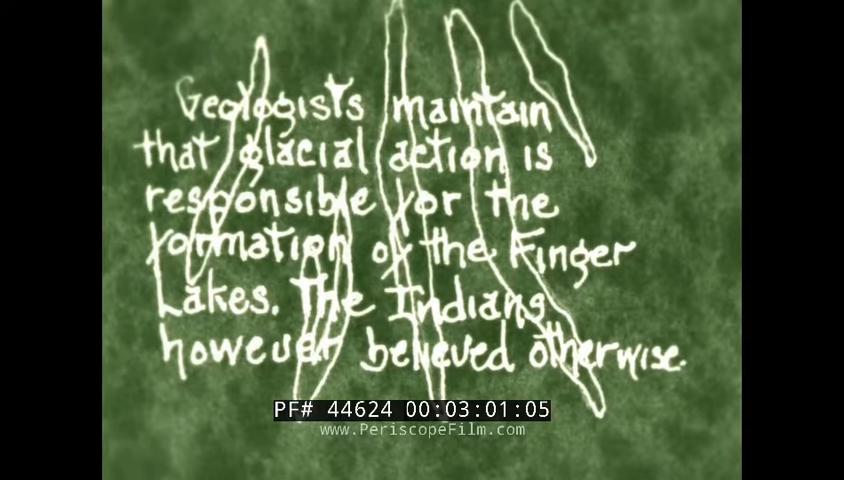 Geologists maintain
that glacial action is
responsible for the
formation of the Finger
Lakes. The Indians
however believed otherwise.
PF# 44624 00:03:01:05
www.PeriscopeFilm.com